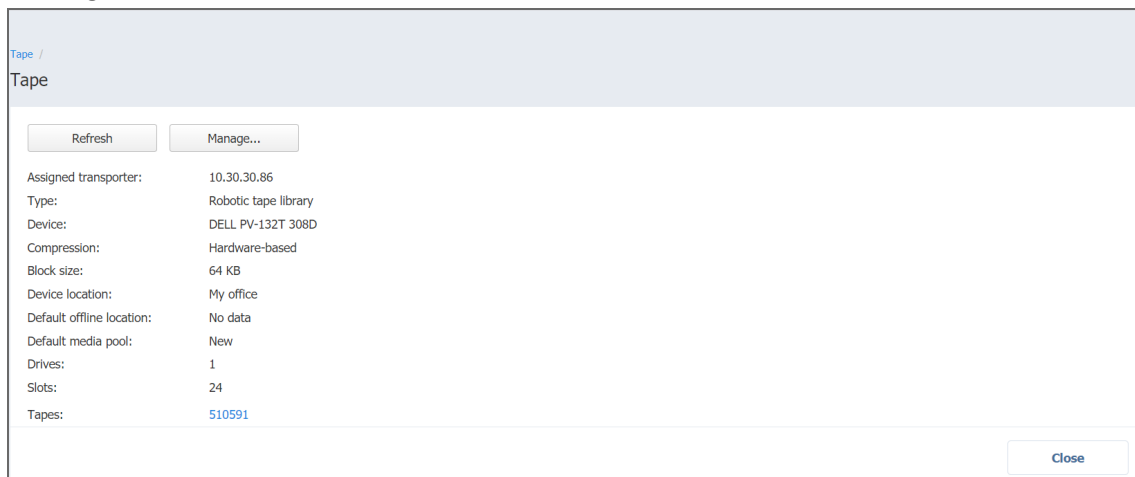 Tape /
Tape
Refresh Manage...
Assigned transporter: 10.30.30.86
Type: Robotic tape library
Device: DELL PV-132T 308D
Compression: Hardware-based
Block size: 64 KB
Device location: My office
Default offline location: No data
Default media pool: New
Drives: 1
Slots: 24
Tapes: 510591
Close